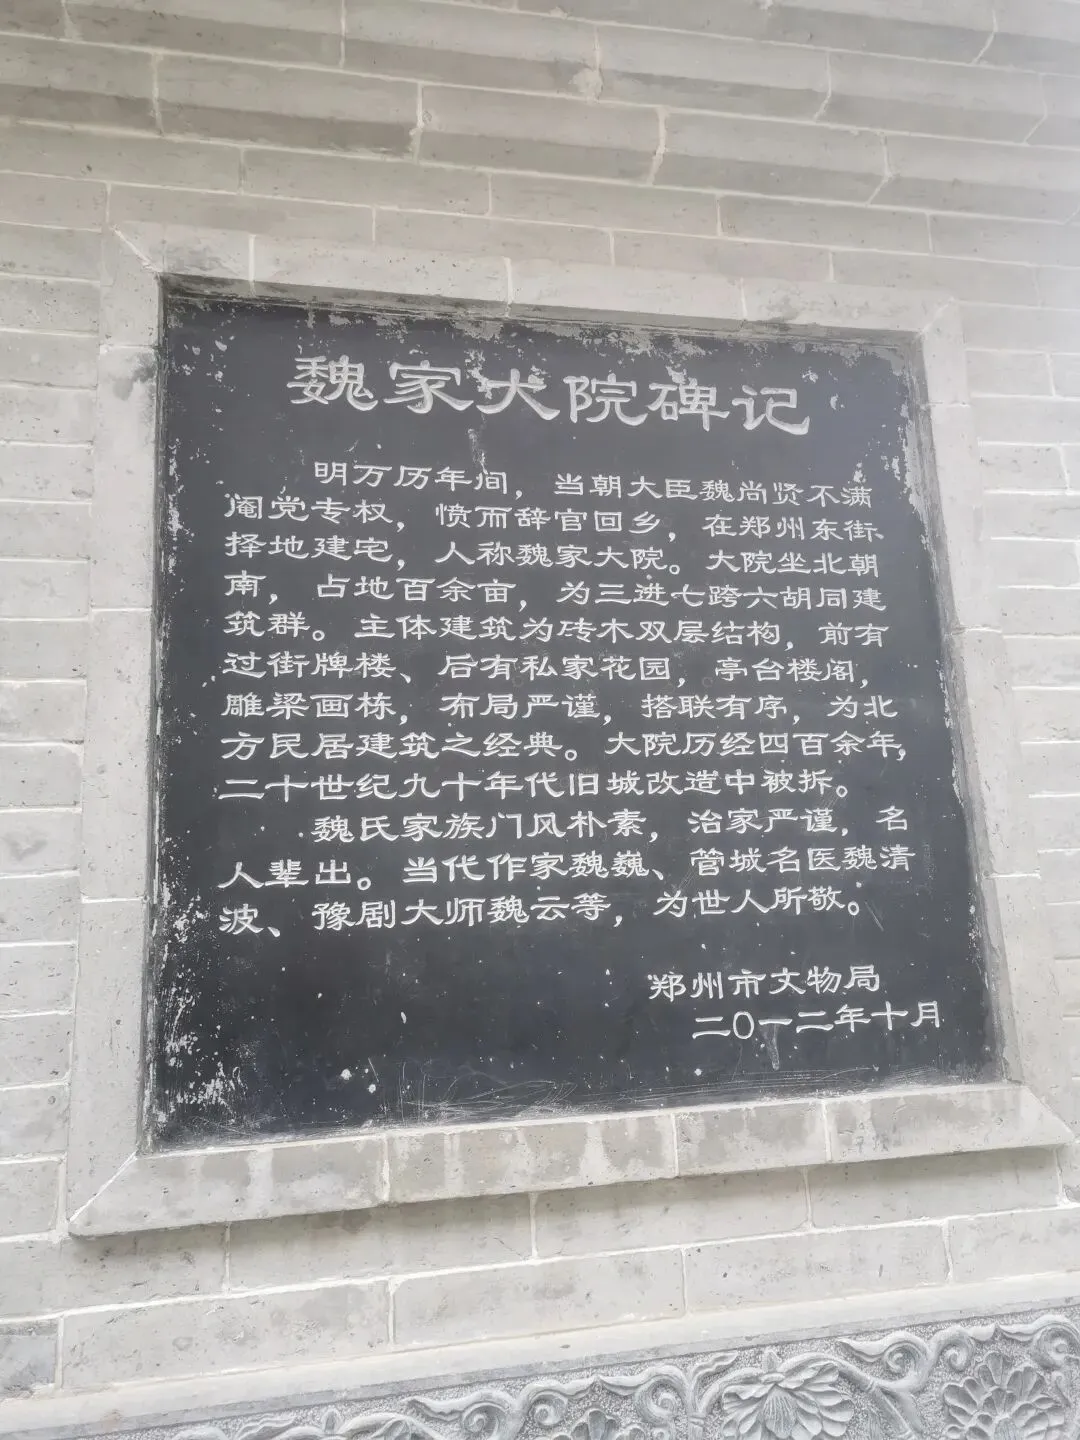 魏家大院碑记
明万历年间，当朝大臣魏尚贤不满
阉党专权，愤而辞官回乡，在郑州东街
择地建宅，人称魏家大院。大院坐北朝
南，占地百余亩，为三进七跨六胡同建
筑群。主体建筑为砖木双层结构，前有
过街牌楼、后有私家花园，亭台楼阁，
雕梁画栋，布局严谨，搭联有序，为北
方民居建筑之经典。大院历经四百余年，
二十世纪九十年代旧城改造中被拆。
魏氏家族门风朴素，治家严谨，名
人辈出。当代作家魏巍、管城名医魏清
波、豫剧大师魏云等，为世人所敬。
郑州市文物局
二〇一二年十月